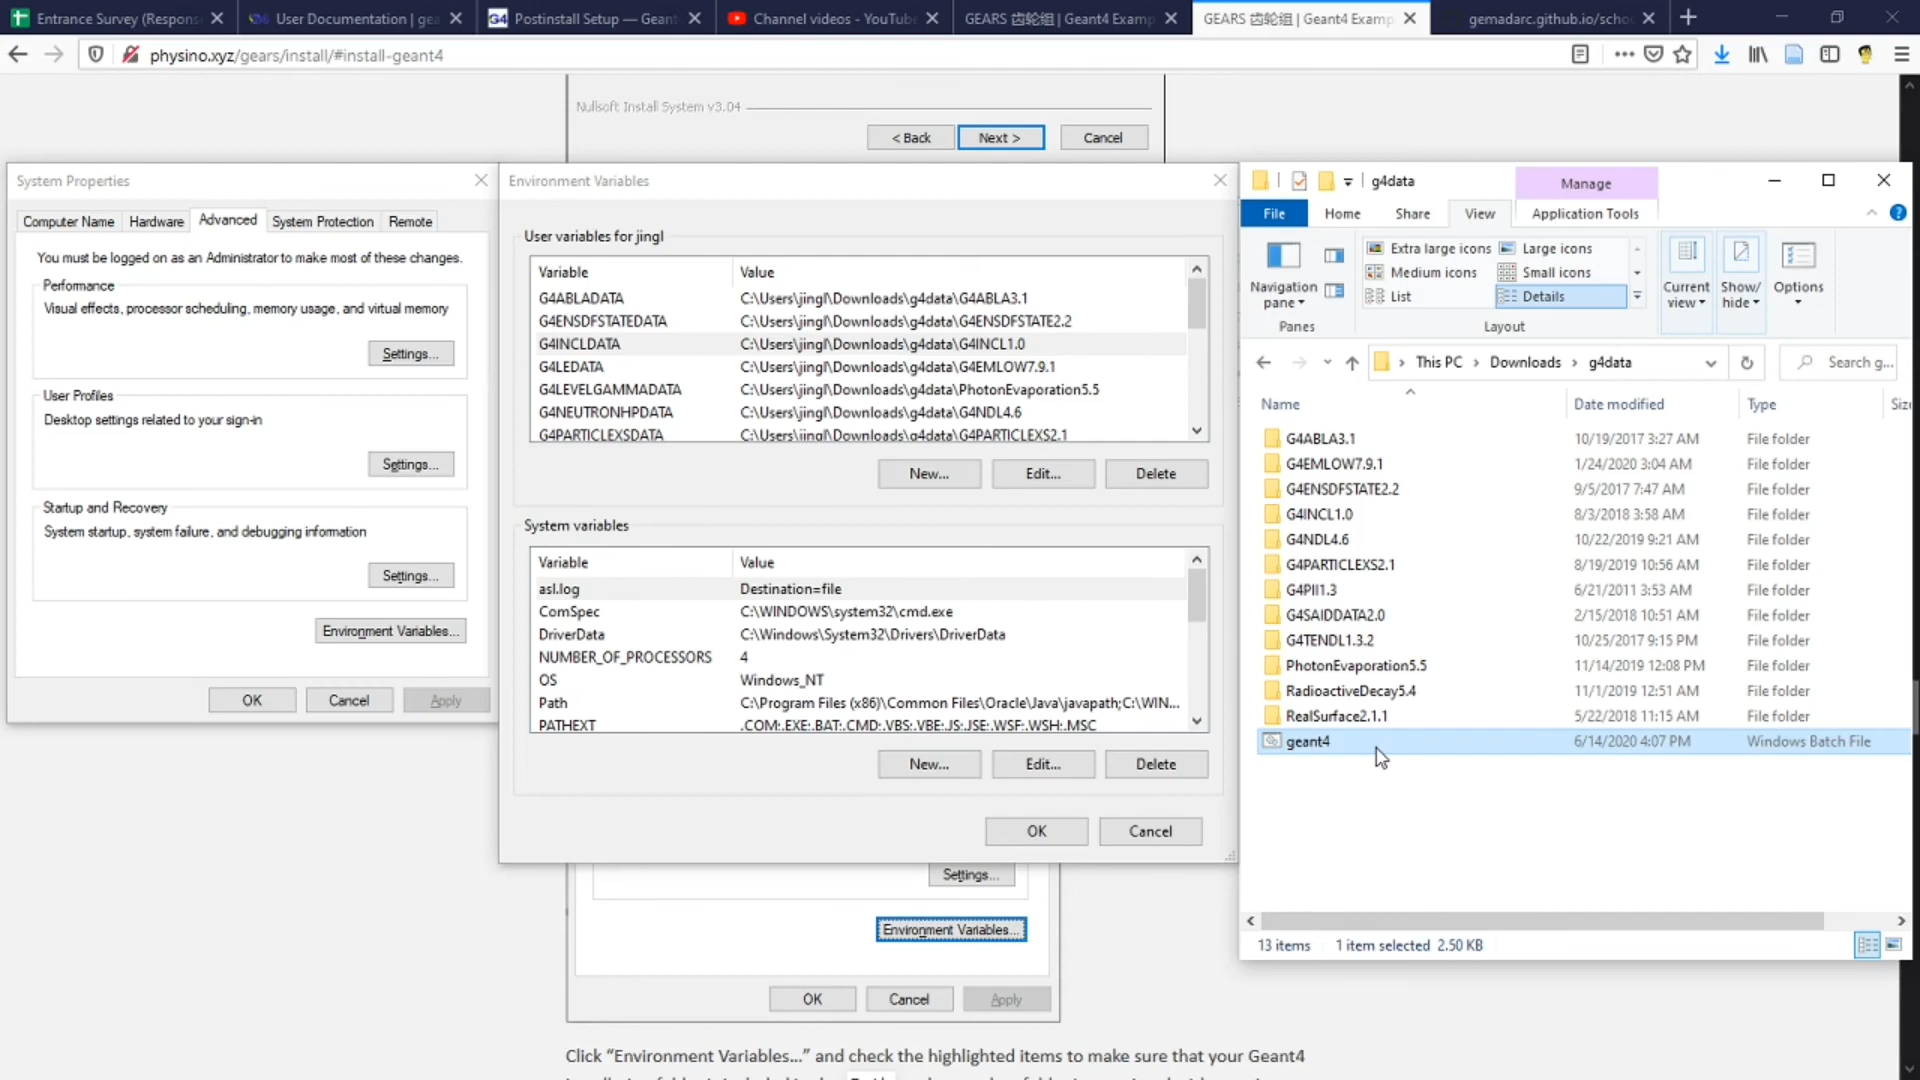 Entrance Survey (Respons
User Documentation | gea
Postinstall Setup — Geant
Channel videos - YouTube
GEARS 齿轮组 | Geant4 Examp
GEARS 齿轮组 | Geant4 Examp
gemadarc.github.io/scho
physino.xyz/gears/install/#install-geant4
Nullsoft Install System v3.04
< Back
Next >
Cancel
System Properties
Computer Name
Hardware
Advanced
System Protection
Remote
You must be logged on as an Administrator to make most of these changes.
Performance
Visual effects, processor scheduling, memory usage, and virtual memory
Settings...
User Profiles
Desktop settings related to your sign-in
Settings...
Startup and Recovery
System startup, system failure, and debugging information
Settings...
Environment Variables...
OK
Cancel
Apply
Environment Variables
User variables for jingl
Variable Value
G4ABLADATA C:\Users\jingl\Downloads\g4data\G4ABLA3.1
G4ENSDFSTATEDATA C:\Users\jingl\Downloads\g4data\G4ENSDFSTATE2.2
G4INCLDATA C:\Users\jingl\Downloads\g4data\G4INCL1.0
G4LEDATA C:\Users\jingl\Downloads\g4data\G4EMLOW7.9.1
G4LEVELGAMMADATA C:\Users\jingl\Downloads\g4data\PhotonEvaporation5.5
G4NEUTRONHPDATA C:\Users\jingl\Downloads\g4data\G4NDL4.6
G4PARTICLEXSDATA C:\Users\jingl\Downloads\g4data\G4PARTICLEXS2.1
New...
Edit...
Delete
System variables
Variable Value
asl.log Destination=file
ComSpec C:\WINDOWS\system32\cmd.exe
DriverData C:\Windows\System32\Drivers\DriverData
NUMBER_OF_PROCESSORS 4
OS Windows_NT
Path C:\Program Files (x86)\Common Files\Oracle\Java\javapath;C:\WIN...
PATHEXT .COM;.EXE;.BAT;.CMD;.VBS;.VBE;.JS;.JSE;.WSF;.WSH;.MSC
New...
Edit...
Delete
OK
Cancel
g4data
Manage
File
Home
Share
View
Application Tools
Navigation pane
Extra large icons
Large icons
Medium icons
Small icons
List
Details
Current view
Show/ hide
Options
Panes
Layout
This PC > Downloads > g4data
Search g...
Name Date modified Type Siz
G4ABLA3.1 10/19/2017 3:27 AM File folder
G4EMLOW7.9.1 1/24/2020 3:04 AM File folder
G4ENSDFSTATE2.2 9/5/2017 7:47 AM File folder
G4INCL1.0 8/3/2018 3:58 AM File folder
G4NDL4.6 10/22/2019 9:21 AM File folder
G4PARTICLEXS2.1 8/19/2019 10:56 AM File folder
G4PII1.3 6/21/2011 3:53 AM File folder
G4SAIDDATA2.0 2/15/2018 10:51 AM File folder
G4TENDL1.3.2 10/25/2017 9:15 PM File folder
PhotonEvaporation5.5 11/14/2019 12:08 PM File folder
RadioactiveDecay5.4 11/1/2019 12:51 AM File folder
RealSurface2.1.1 5/22/2018 11:15 AM File folder
geant4 6/14/2020 4:07 PM Windows Batch File
13 items 1 item selected 2.50 KB
Settings...
Environment Variables...
OK
Cancel
Apply
Click “Environment Variables...” and check the highlighted items to make sure that your Geant4